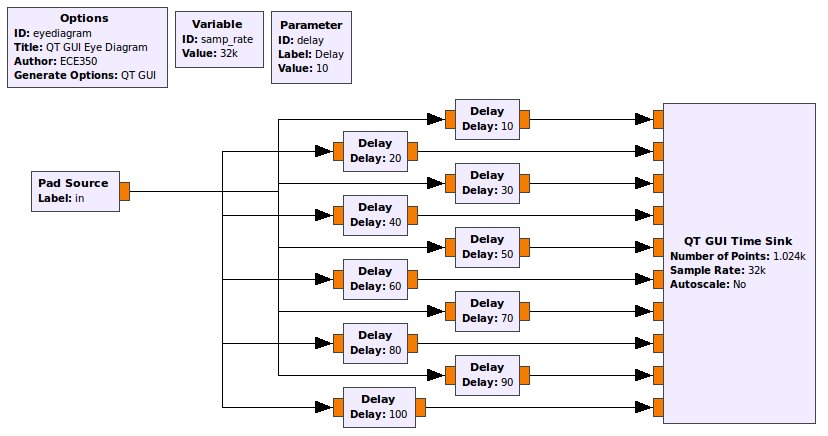 Options
ID: eyediagram
Title: QT GUI Eye Diagram
Author: ECE350
Generate Options: QT GUI
Variable
ID: samp_rate
Value: 32k
Parameter
ID: delay
Label: Delay
Value: 10
Pad Source
Label: in
Delay
Delay: 10
Delay
Delay: 20
Delay
Delay: 30
Delay
Delay: 40
Delay
Delay: 50
Delay
Delay: 60
Delay
Delay: 70
Delay
Delay: 80
Delay
Delay: 90
Delay
Delay: 100
QT GUI Time Sink
Number of Points: 1.024k
Sample Rate: 32k
Autoscale: No